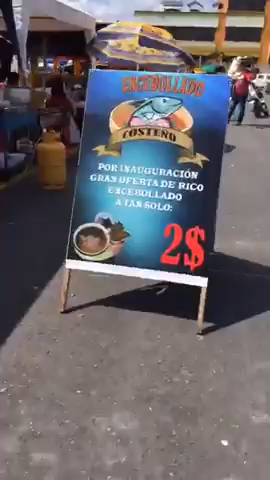 ENCEBOLLADO
COSTEÑO
POR INAUGURACIÓN
GRAN OFERTA DE RICO
ENCEBOLLADO
A TAN SOLO:
2$